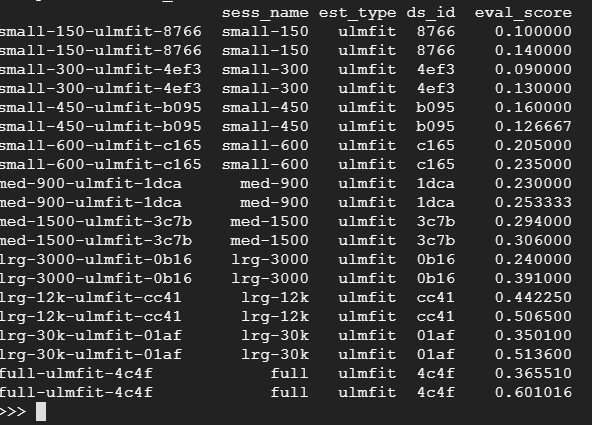 sess_name est_type ds_id eval_score
small-150-ulmfit-8766 small-150 ulmfit 8766 0.100000
small-150-ulmfit-8766 small-150 ulmfit 8766 0.140000
small-300-ulmfit-4ef3 small-300 ulmfit 4ef3 0.090000
small-300-ulmfit-4ef3 small-300 ulmfit 4ef3 0.130000
small-450-ulmfit-b095 small-450 ulmfit b095 0.160000
small-450-ulmfit-b095 small-450 ulmfit b095 0.126667
small-600-ulmfit-c165 small-600 ulmfit c165 0.205000
small-600-ulmfit-c165 small-600 ulmfit c165 0.235000
med-900-ulmfit-1dca med-900 ulmfit 1dca 0.230000
med-900-ulmfit-1dca med-900 ulmfit 1dca 0.253333
med-1500-ulmfit-3c7b med-1500 ulmfit 3c7b 0.294000
med-1500-ulmfit-3c7b med-1500 ulmfit 3c7b 0.306000
lrg-3000-ulmfit-0b16 lrg-3000 ulmfit 0b16 0.240000
lrg-3000-ulmfit-0b16 lrg-3000 ulmfit 0b16 0.391000
lrg-12k-ulmfit-cc41 lrg-12k ulmfit cc41 0.442250
lrg-12k-ulmfit-cc41 lrg-12k ulmfit cc41 0.506500
lrg-30k-ulmfit-01af lrg-30k ulmfit 01af 0.350100
lrg-30k-ulmfit-01af lrg-30k ulmfit 01af 0.513600
full-ulmfit-4c4f full ulmfit 4c4f 0.365510
full-ulmfit-4c4f full ulmfit 4c4f 0.601016
>>>